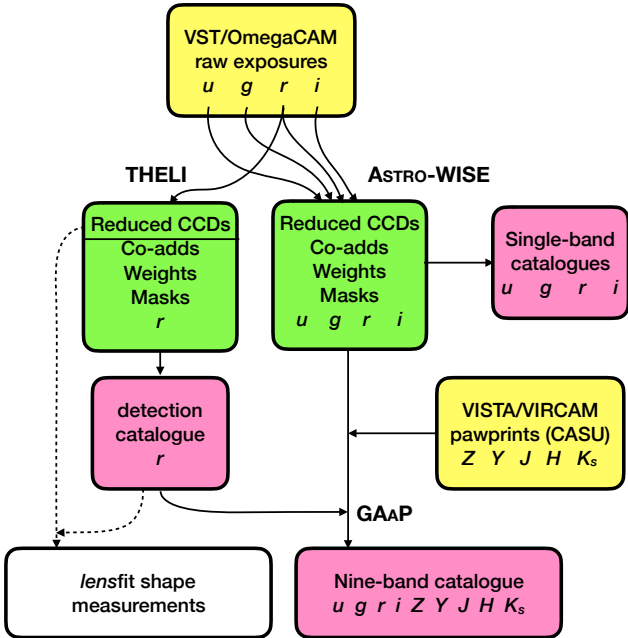 VST/OmegaCAM
raw exposures
u g r i
THELI
ASTRO-WISE
Reduced CCDs
Co-adds
Weights
Masks
r
Reduced CCDs
Co-adds
Weights
Masks
u g r i
Single-band
catalogues
u g r i
detection
catalogue
r
VISTA/VIRCAM
pawprints (CASU)
Z Y J H Ks
GAAP
lensfit shape
measurements
Nine-band catalogue
u g r i Z Y J H Ks